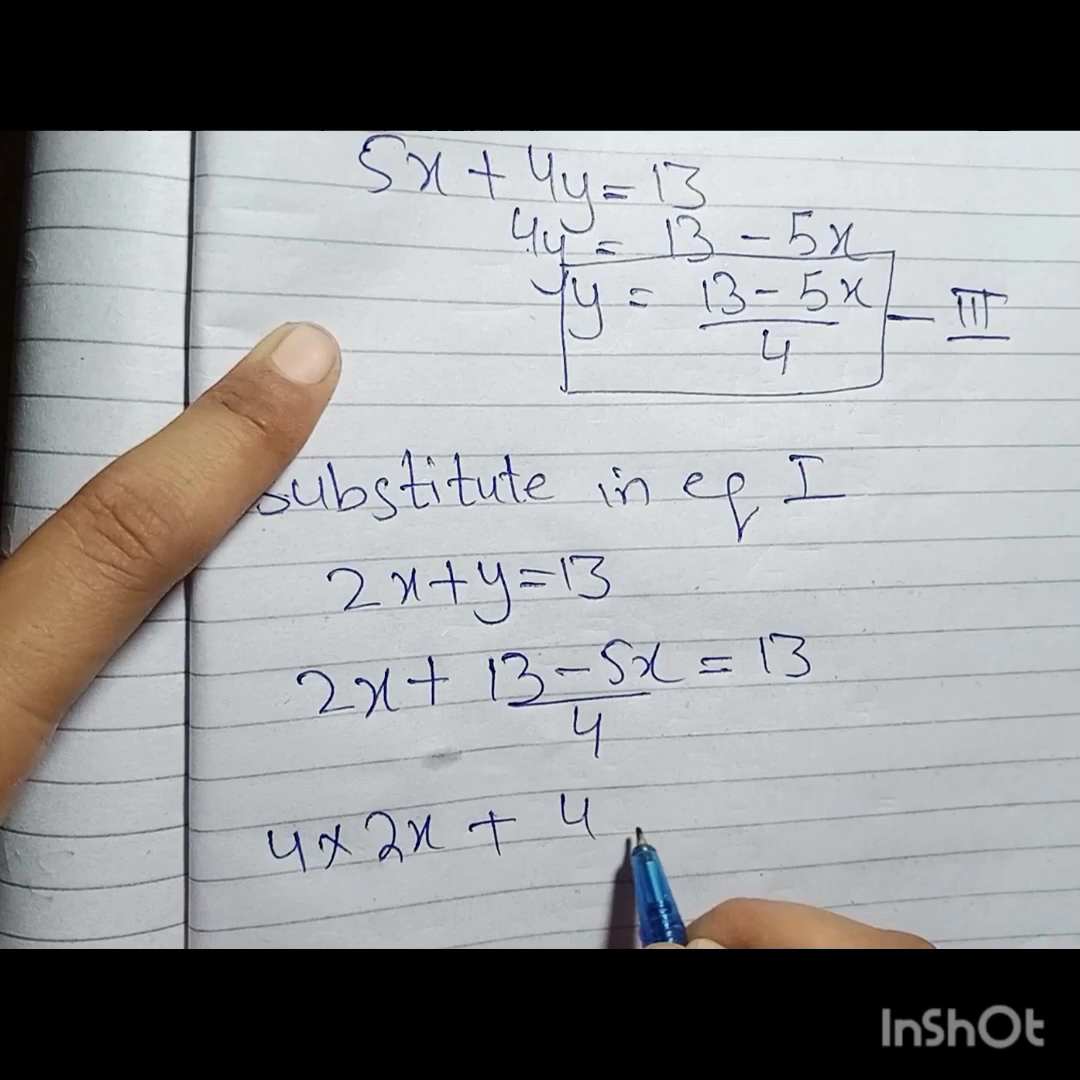 5x + 4y = 13
4y = 13 - 5x
y = 13 - 5x / 4 — III
Substitute in eq I
2x + y = 13
2x + 13 - 5x / 4 = 13
4 × 2x + 4
InShOt